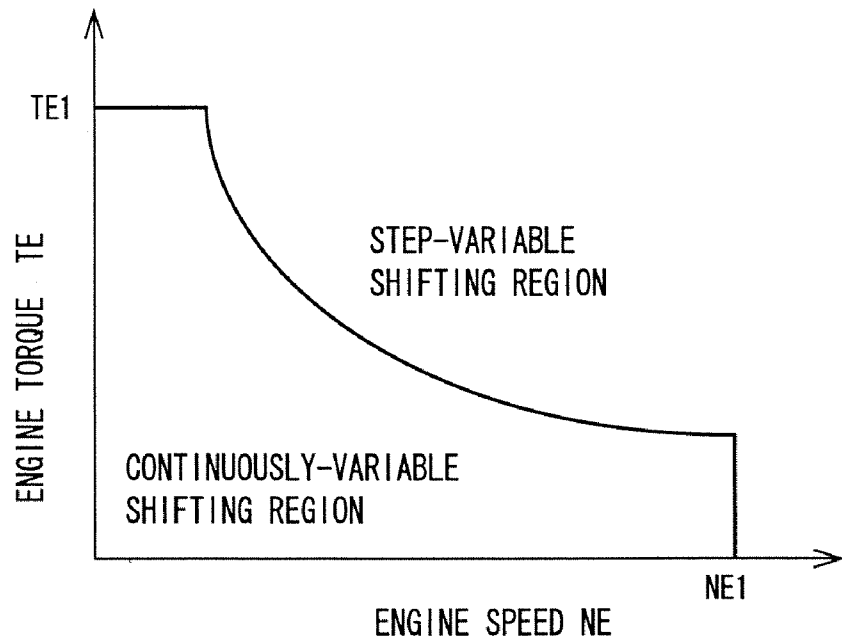 TE1
ENGINE TORQUE TE
STEP-VARIABLE
SHIFTING REGION
CONTINUOUSLY-VARIABLE
SHIFTING REGION
NE1
ENGINE SPEED NE